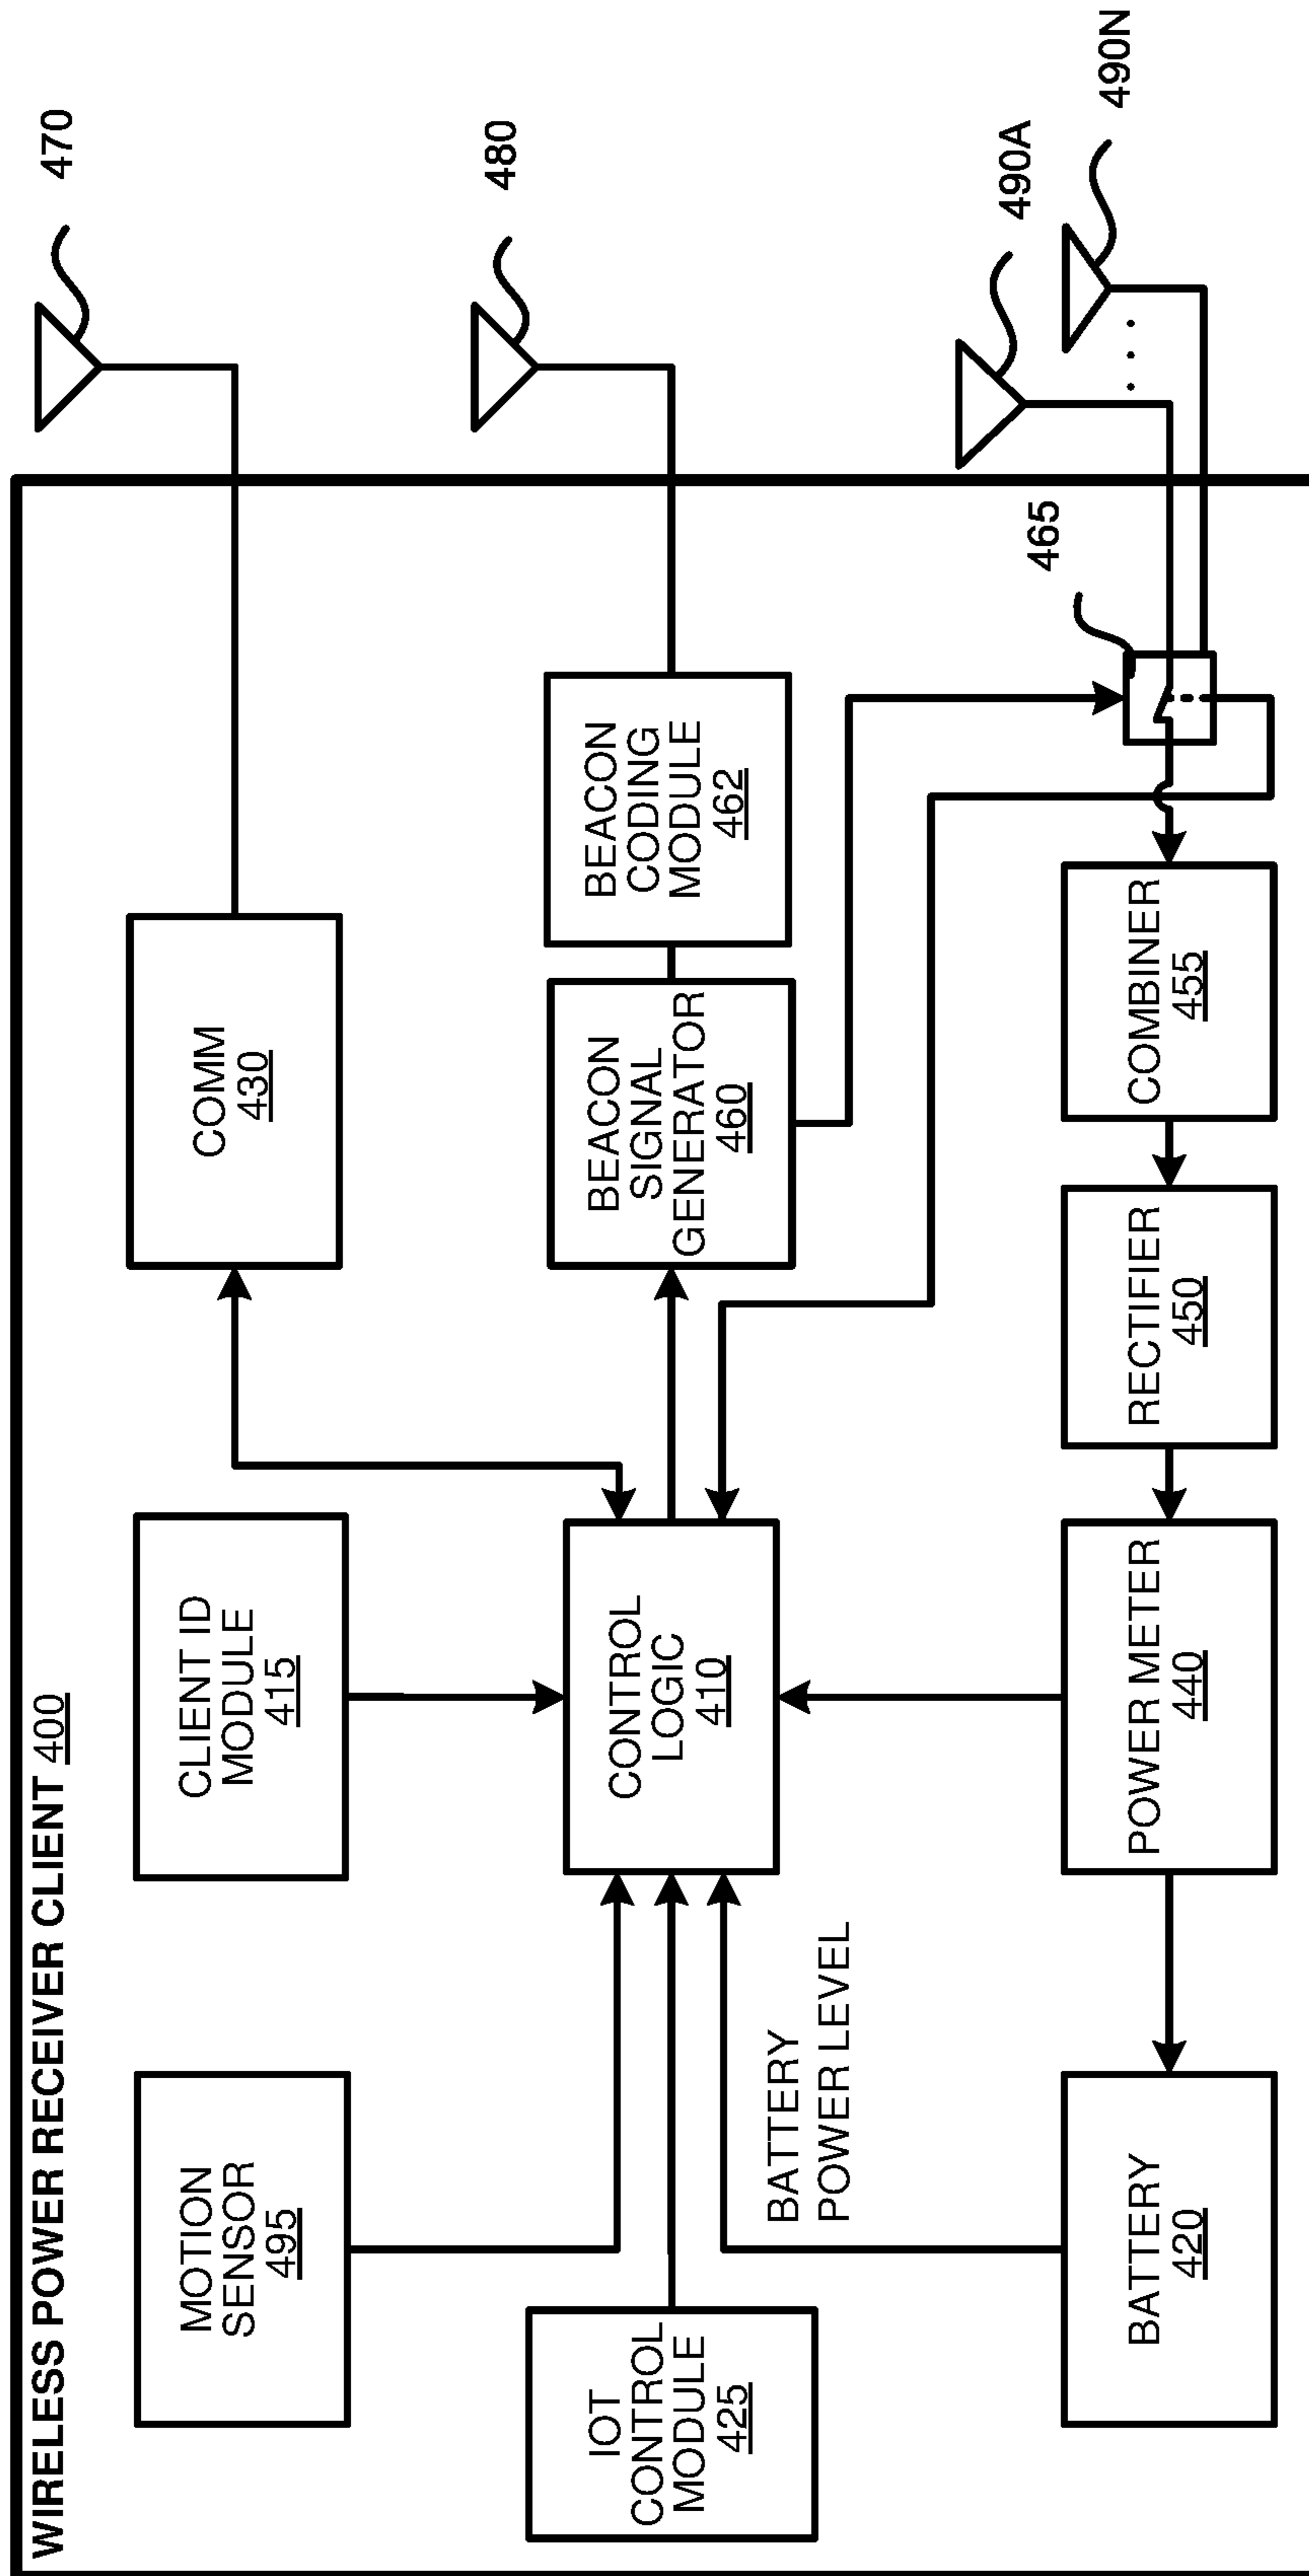 WIRELESS POWER RECEIVER CLIENT 400
MOTION
SENSOR
495
CLIENT ID
MODULE
415
COMM
430
470
IOT
CONTROL
MODULE
425
CONTROL
LOGIC
410
BEACON
SIGNAL
GENERATOR
460
BEACON
CODING
MODULE
462
480
BATTERY
POWER LEVEL
BATTERY
420
POWER METER
440
RECTIFIER
450
COMBINER
455
465
490A
490N